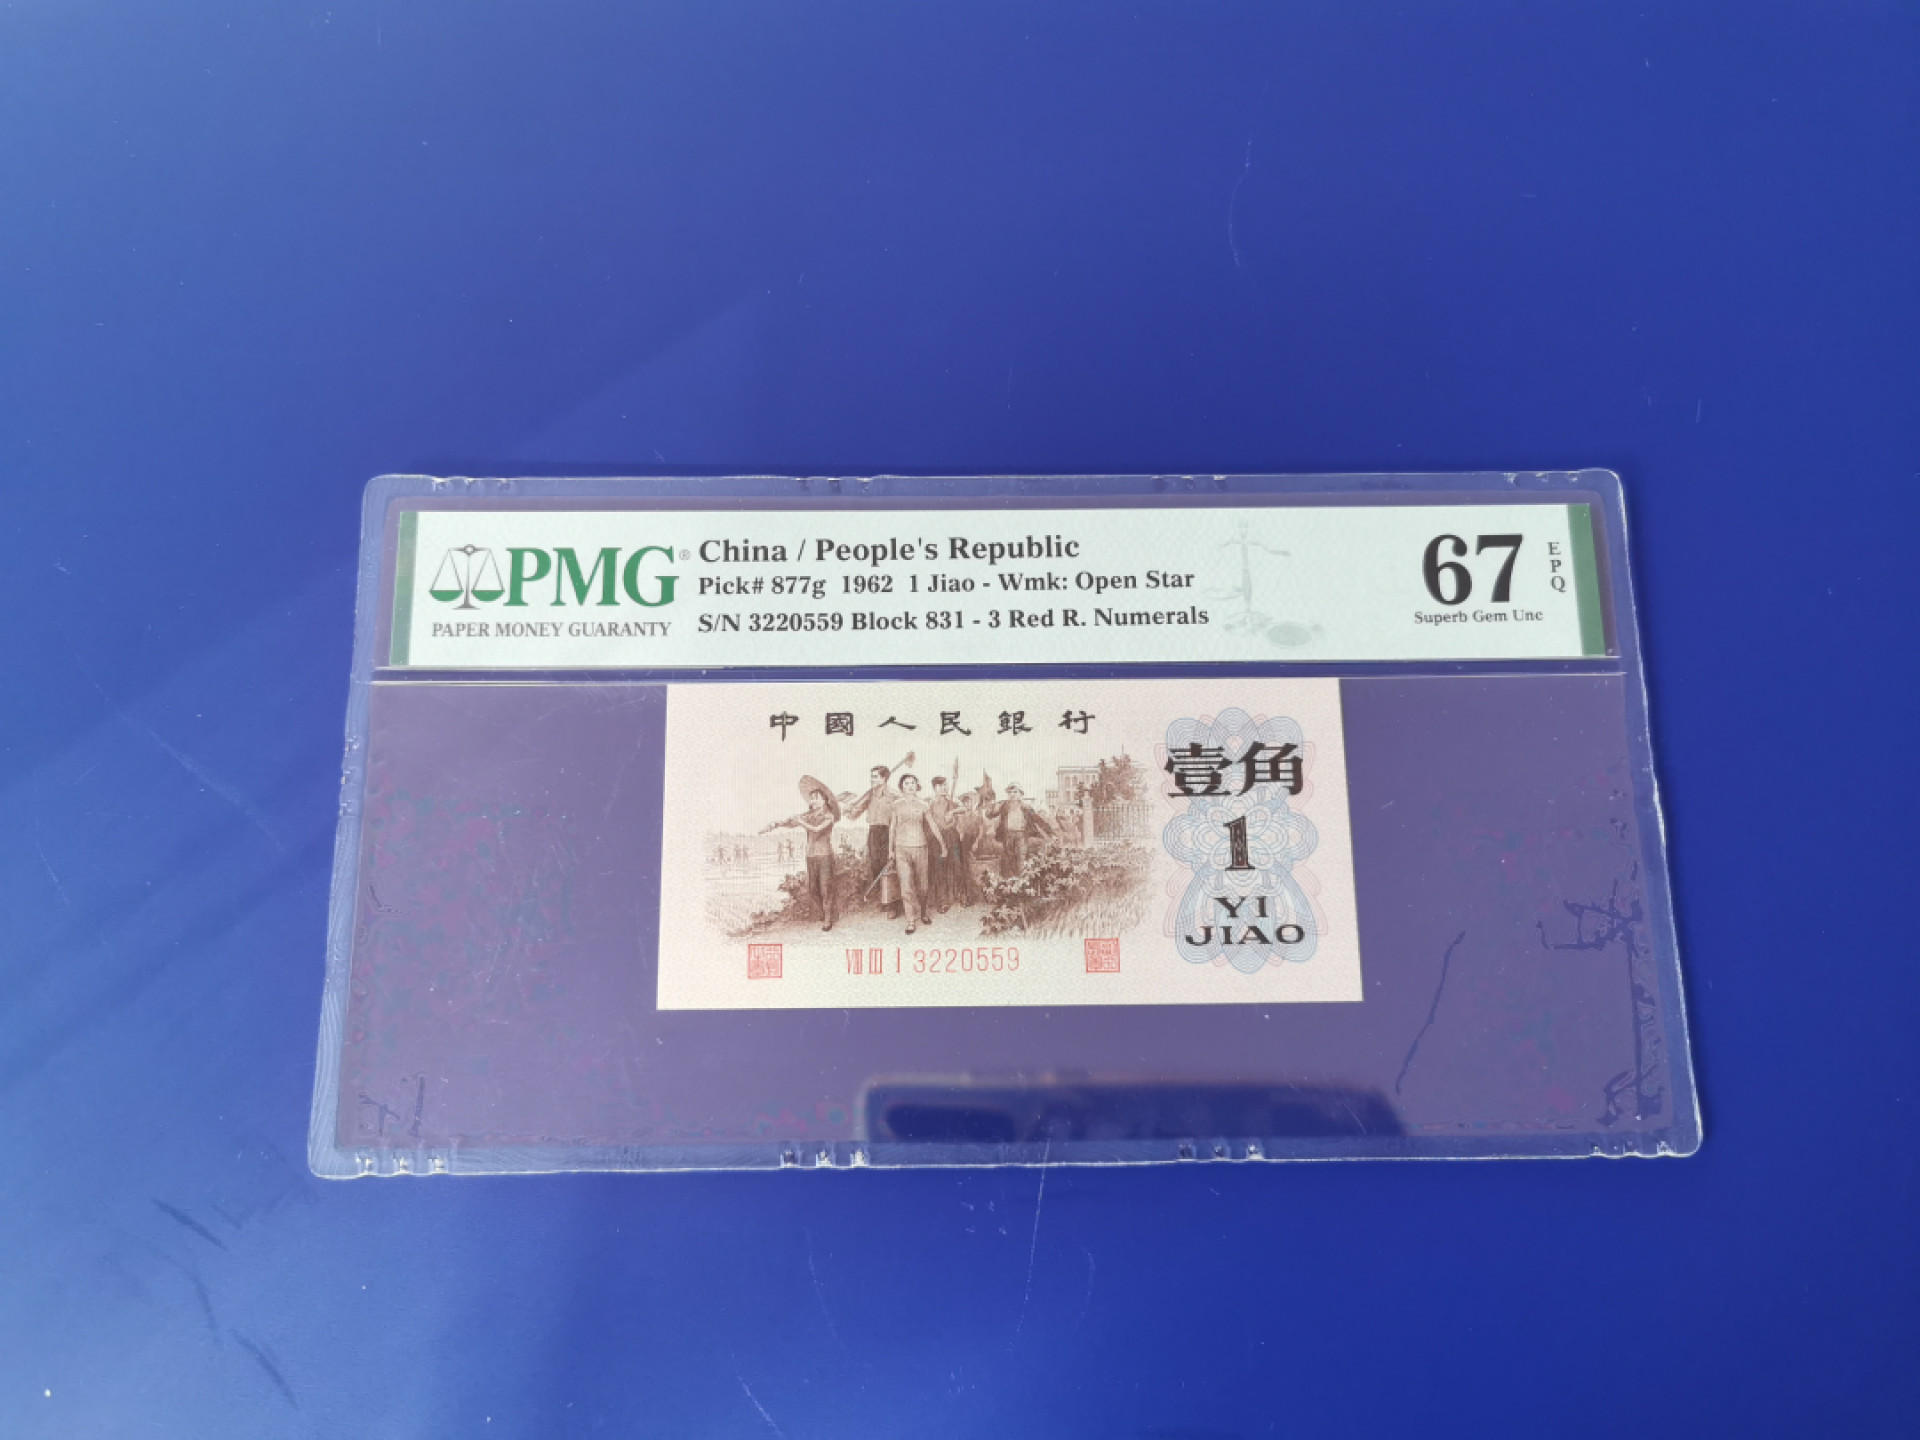 PMG®
PAPER MONEY GUARANTY
China / People's Republic
Pick# 877g 1962 1 Jiao - Wmk: Open Star
S/N 3220559 Block 831 - 3 Red R. Numerals
67
EPQ
Superb Gem Unc
中國人民銀行
壹角
1
YI
JIAO
VIII III I 3220559